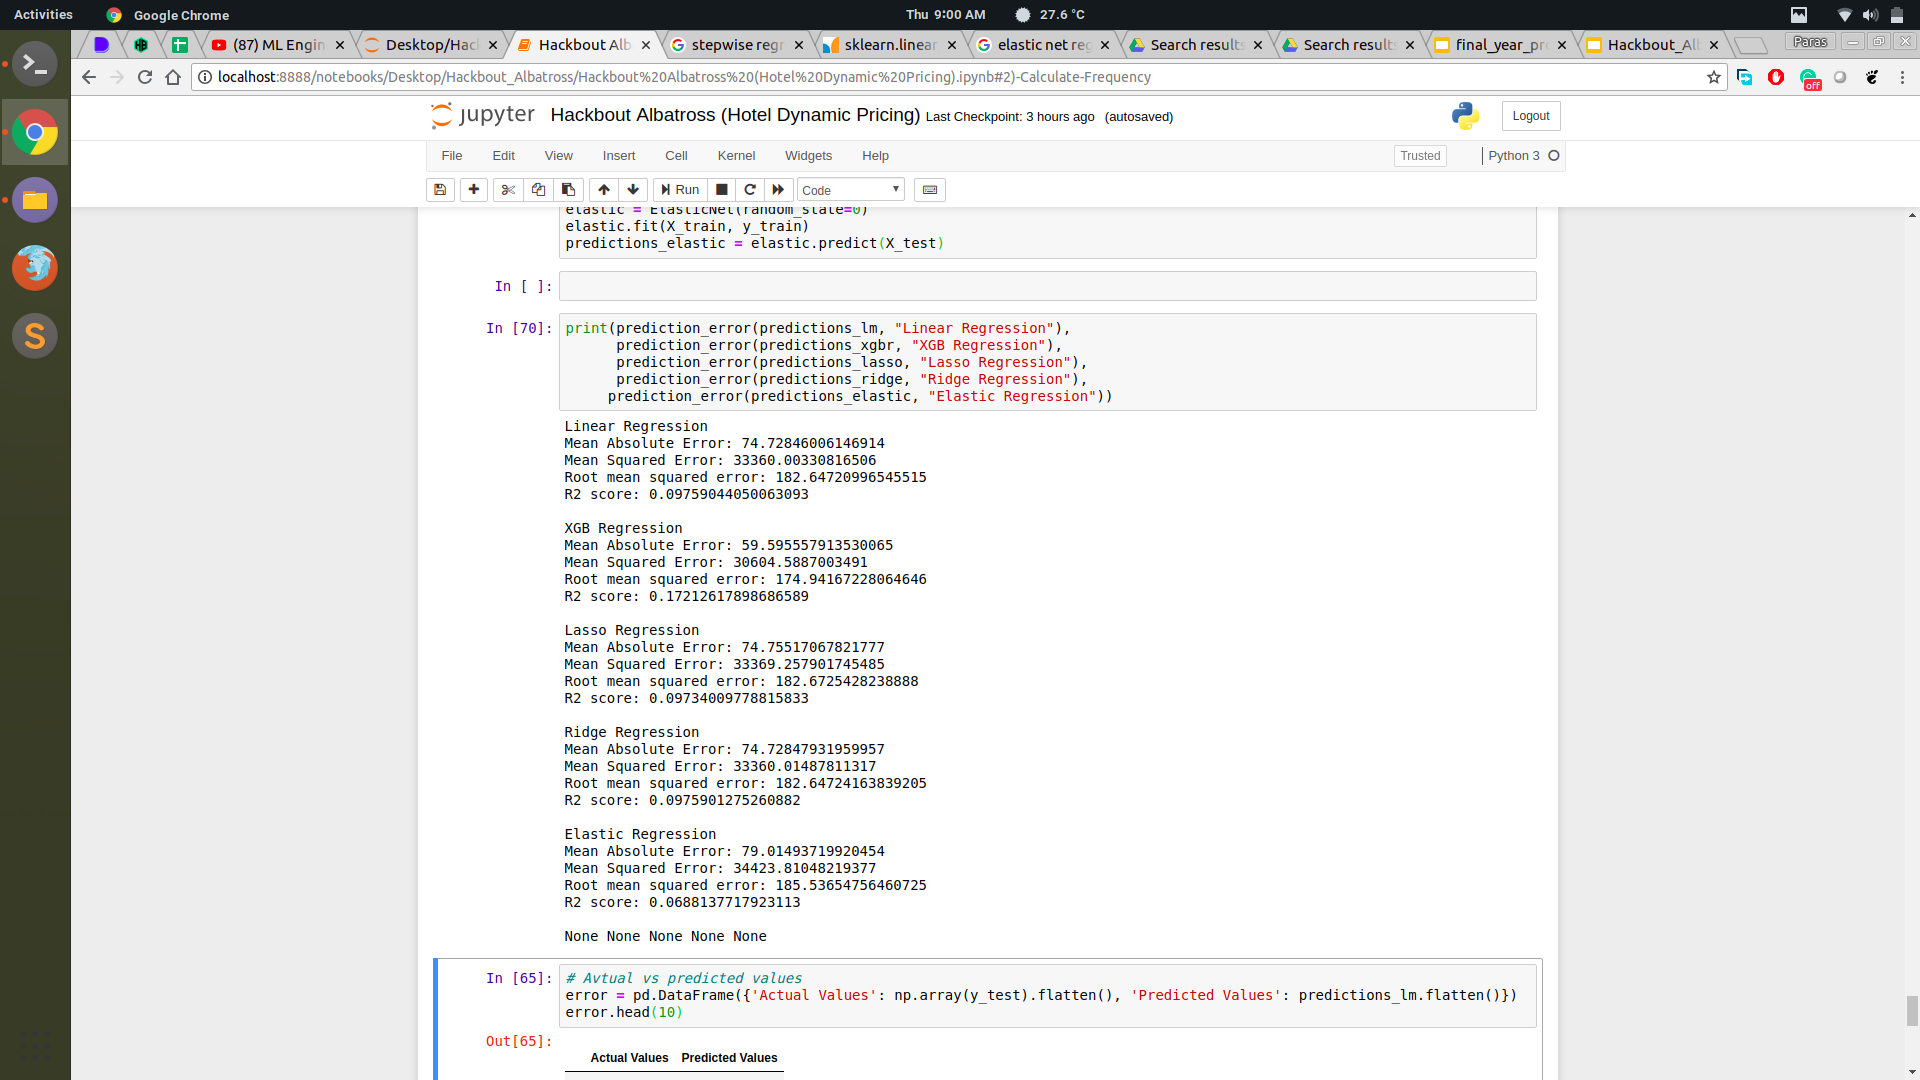 Activities Google Chrome Thu 9:00 AM 27.6 °C
(87) ML Engin Desktop/Hac Hackbout Alb stepwise regr sklearn.linear elastic net reg Search results Search results final_year_pr Hackbout_Al Paras
localhost:8888/notebooks/Desktop/Hackbout_Albatross/Hackbout%20Albatross%20(Hotel%20Dynamic%20Pricing).ipynb#2)-Calculate-Frequency
off
jupyter Hackbout Albatross (Hotel Dynamic Pricing) Last Checkpoint: 3 hours ago (autosaved) Logout
File Edit View Insert Cell Kernel Widgets Help Trusted Python 3
Run Code
elastic = ElasticNet(random_state=0)
elastic.fit(X_train, y_train)
predictions_elastic = elastic.predict(X_test)
In [ ]:
In [70]: print(prediction_error(predictions_lm, "Linear Regression"),
prediction_error(predictions_xgbr, "XGB Regression"),
prediction_error(predictions_lasso, "Lasso Regression"),
prediction_error(predictions_ridge, "Ridge Regression"),
prediction_error(predictions_elastic, "Elastic Regression"))
Linear Regression
Mean Absolute Error: 74.72846006146914
Mean Squared Error: 33360.00330816506
Root mean squared error: 182.64720996545515
R2 score: 0.09759044050063093
XGB Regression
Mean Absolute Error: 59.595557913530065
Mean Squared Error: 30604.5887003491
Root mean squared error: 174.94167228064646
R2 score: 0.17212617898686589
Lasso Regression
Mean Absolute Error: 74.75517067821777
Mean Squared Error: 33369.257901745485
Root mean squared error: 182.6725428238888
R2 score: 0.09734009778815833
Ridge Regression
Mean Absolute Error: 74.72847931959957
Mean Squared Error: 33360.01487811317
Root mean squared error: 182.64724163839205
R2 score: 0.0975901275260882
Elastic Regression
Mean Absolute Error: 79.01493719920454
Mean Squared Error: 34423.81048219377
Root mean squared error: 185.53654756460725
R2 score: 0.0688137717923113
None None None None None
In [65]: # Avtual vs predicted values
error = pd.DataFrame({'Actual Values': np.array(y_test).flatten(), 'Predicted Values': predictions_lm.flatten()})
error.head(10)
Out[65]:
Actual Values Predicted Values